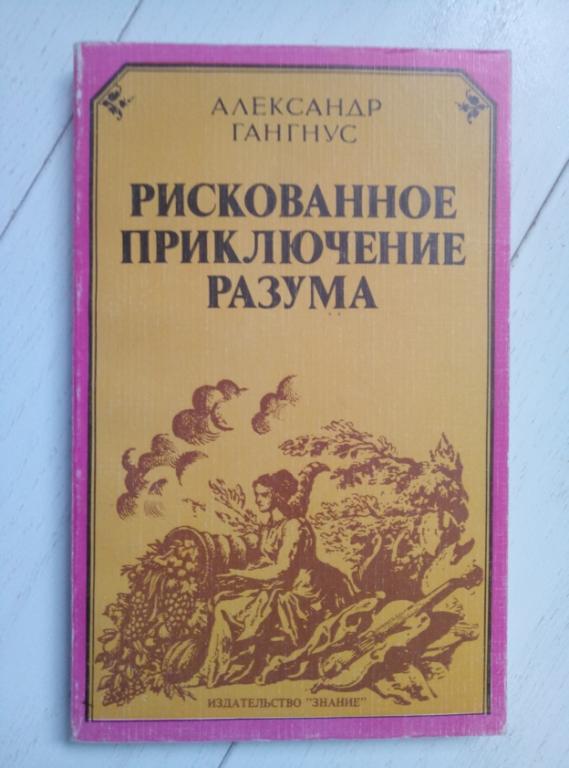 АЛЕКСАНДР
ГАНГНУС
РИСКОВАННОЕ
ПРИКЛЮЧЕНИЕ
РАЗУМА
ИЗДАТЕЛЬСТВО "ЗНАНИЕ"